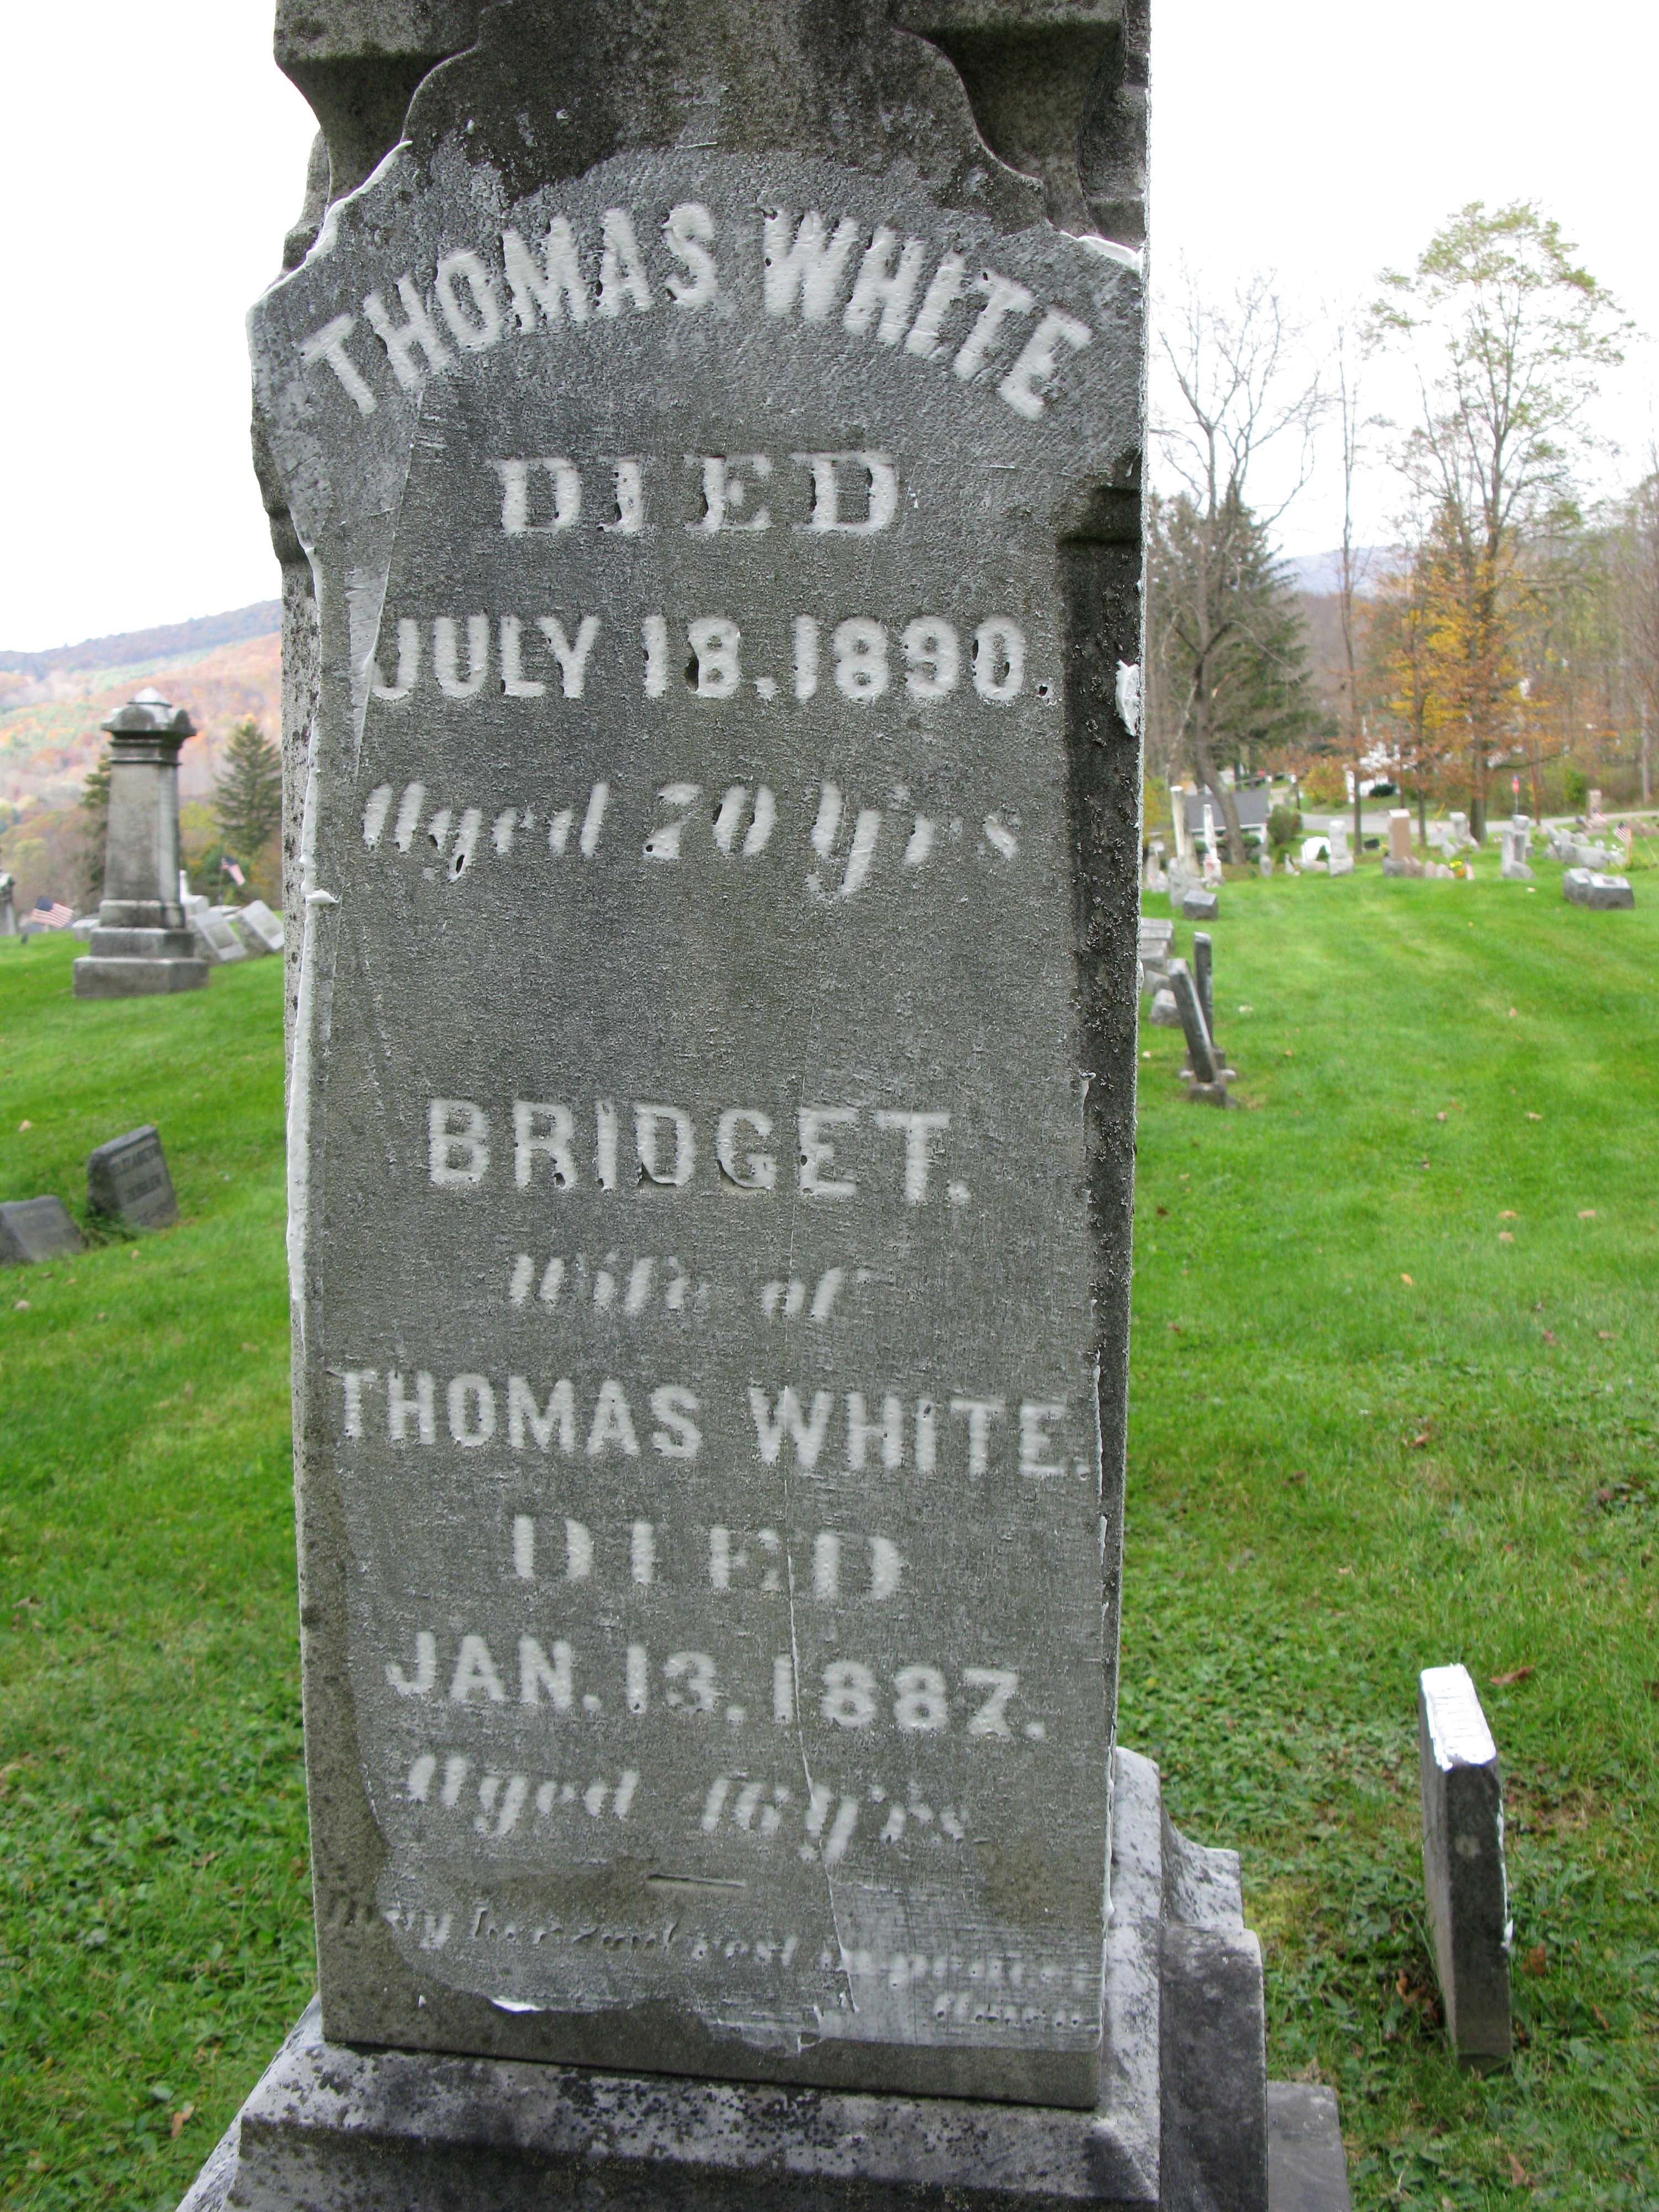 THOMAS WHITE
DIED
JULY 18. 1890.
Aged 70 Yrs
BRIDGET.
Wife of
THOMAS WHITE.
DIED
JAN. 13, 1887.
Aged 16 Yrs